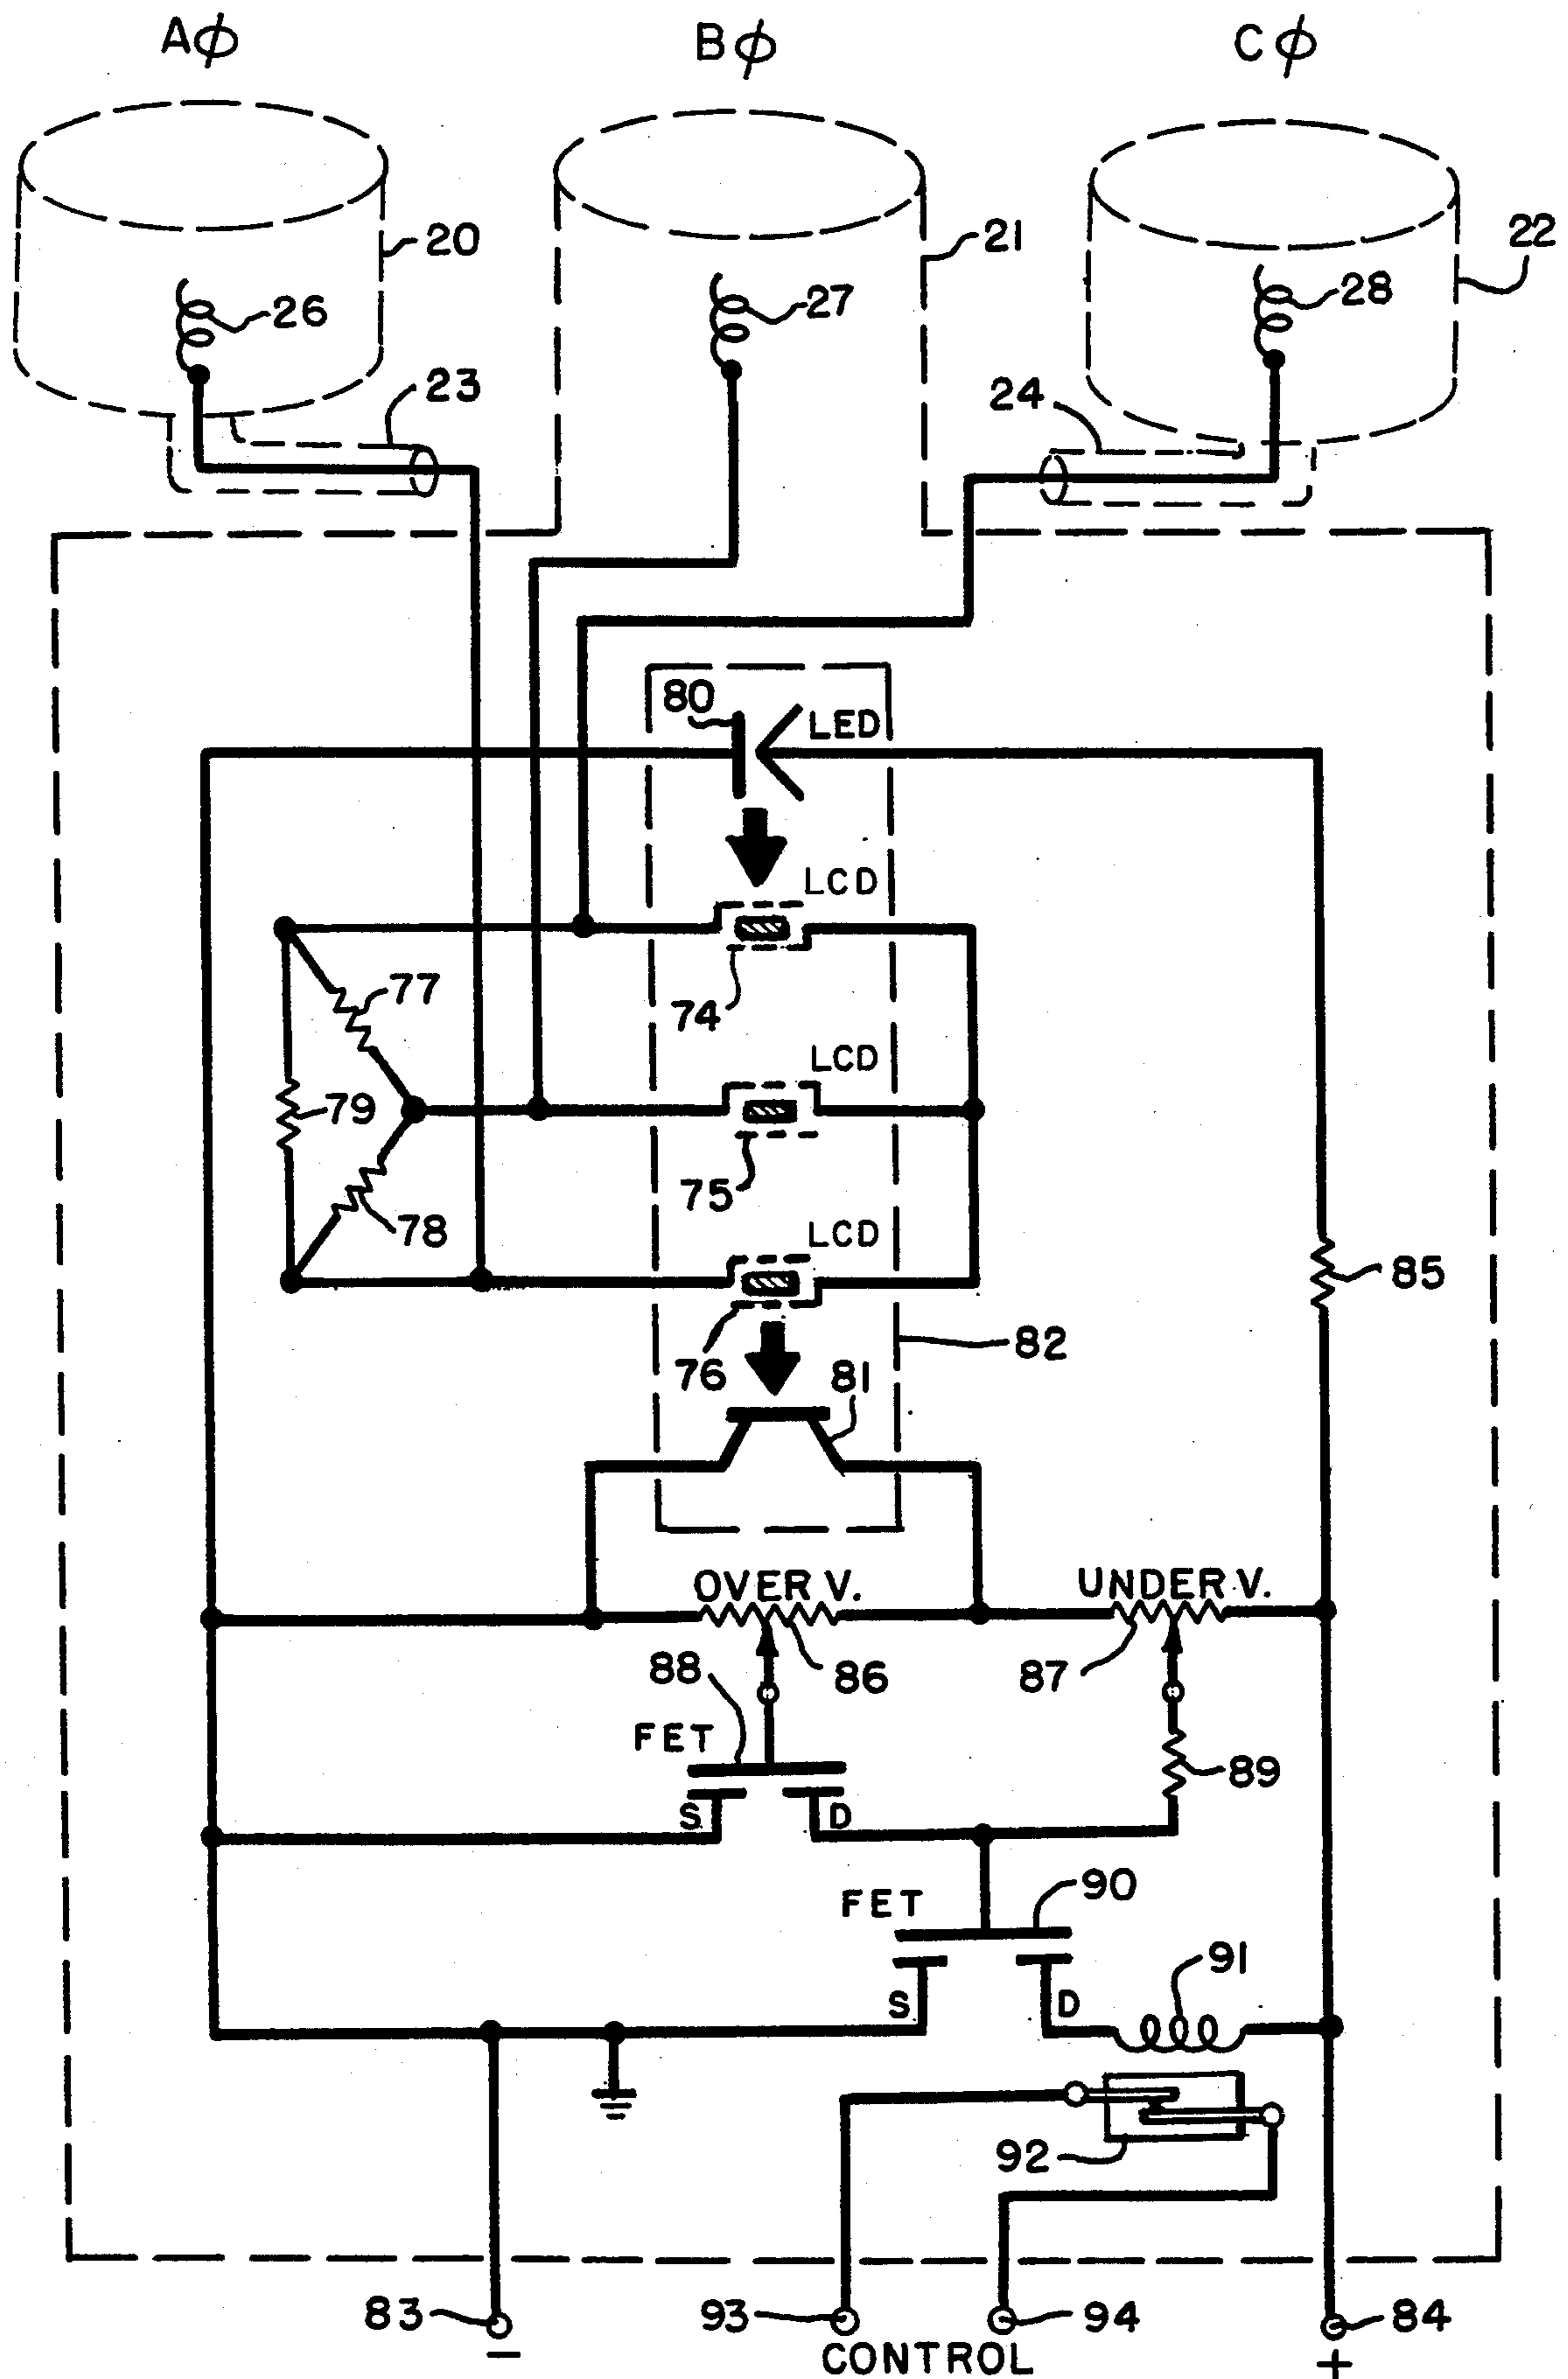 Aφ
Bφ
Cφ
20
21
22
26
27
28
23
24
80
LED
LCD
74
77
LCD
79
75
78
LCD
85
76
82
81
OVER V.
UNDER V.
88
86
87
FET
89
S
D
FET
90
91
S
D
92
83
93
94
84
−
CONTROL
+